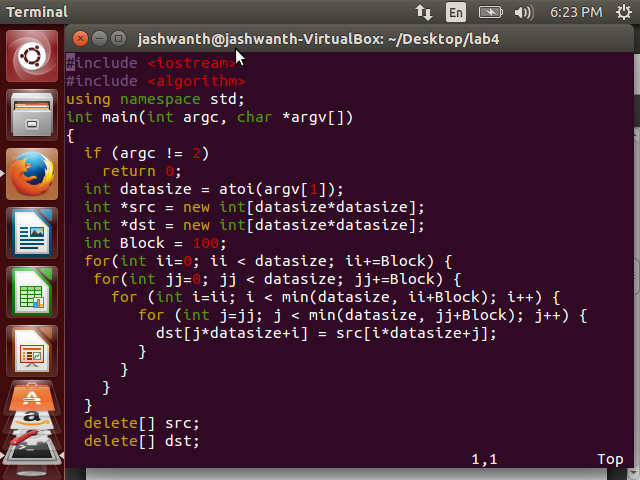 Terminal
En
6:23 PM
jashwanth@jashwanth-VirtualBox: ~/Desktop/lab4
#include <iostream>
#include <algorithm>
using namespace std;
int main(int argc, char *argv[])
{
  if (argc != 2)
    return 0;
  int datasize = atoi(argv[1]);
  int *src = new int[datasize*datasize];
  int *dst = new int[datasize*datasize];
  int Block = 100;
  for(int ii=0; ii < datasize; ii+=Block) {
   for(int jj=0; jj < datasize; jj+=Block) {
     for (int i=ii; i < min(datasize, ii+Block); i++) {
        for (int j=jj; j < min(datasize, jj+Block); j++) {
          dst[j*datasize+i] = src[i*datasize+j];
        }
      }
    }
  }
  delete[] src;
  delete[] dst;
1,1 Top